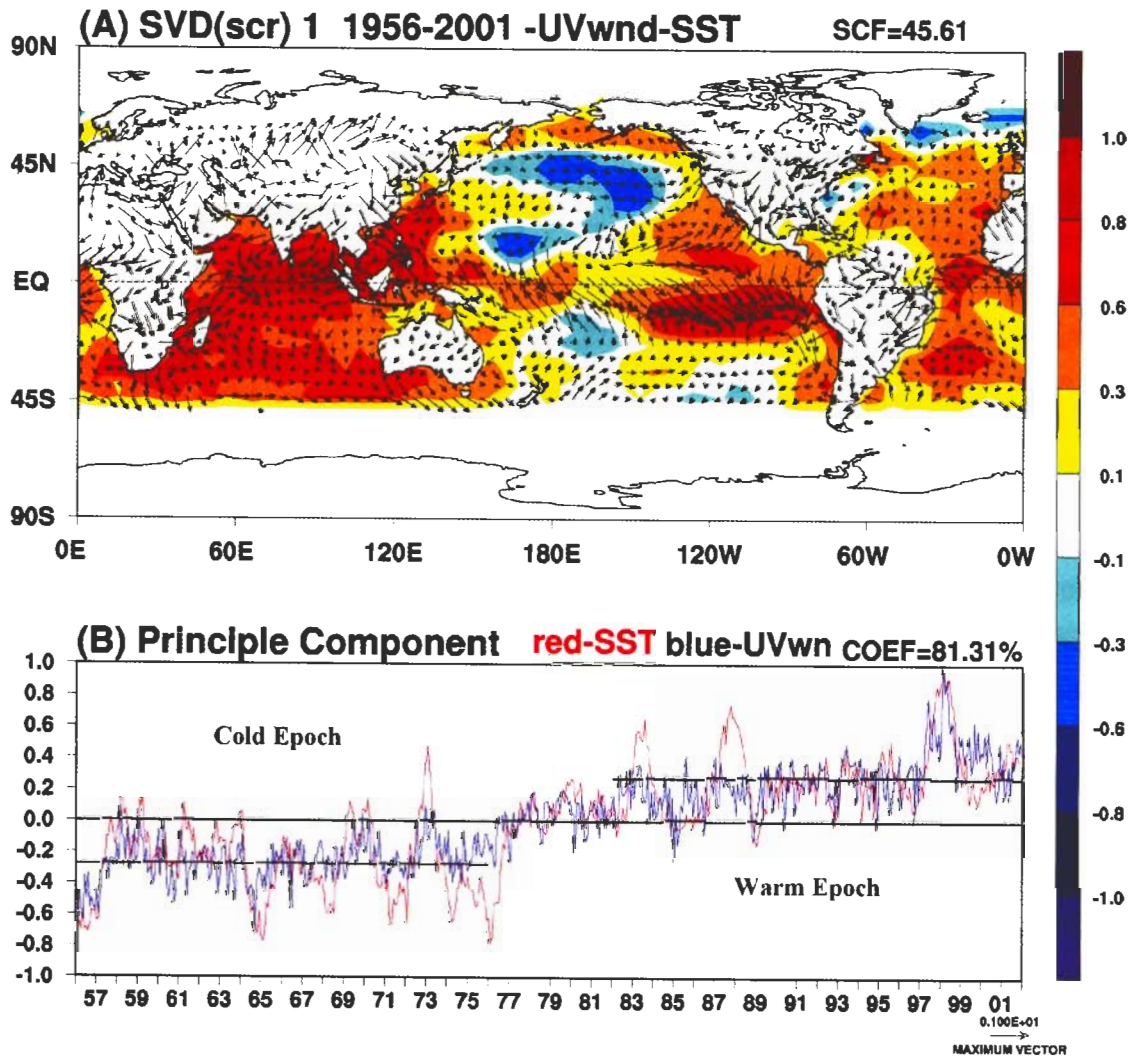 (A) SVD(scr) 1 1956-2001 -UVwnd-SST SCF=45.61
90N
45N
EQ
45S
90S
0E 60E 120E 180E 120W 60W 0W
1.0
0.8
0.6
0.3
0.1
-0.1
-0.3
-0.6
-0.8
-1.0
(B) Principle Component red-SST blue-UVwn COEF=81.31%
1.0
0.8
0.6
0.4
0.2
0.0
-0.2
-0.4
-0.6
-0.8
-1.0
Cold Epoch
Warm Epoch
57 59 61 63 65 67 69 71 73 75 77 79 81 83 85 87 89 91 93 95 97 99 01
0.100E+01
MAXIMUM VECTOR